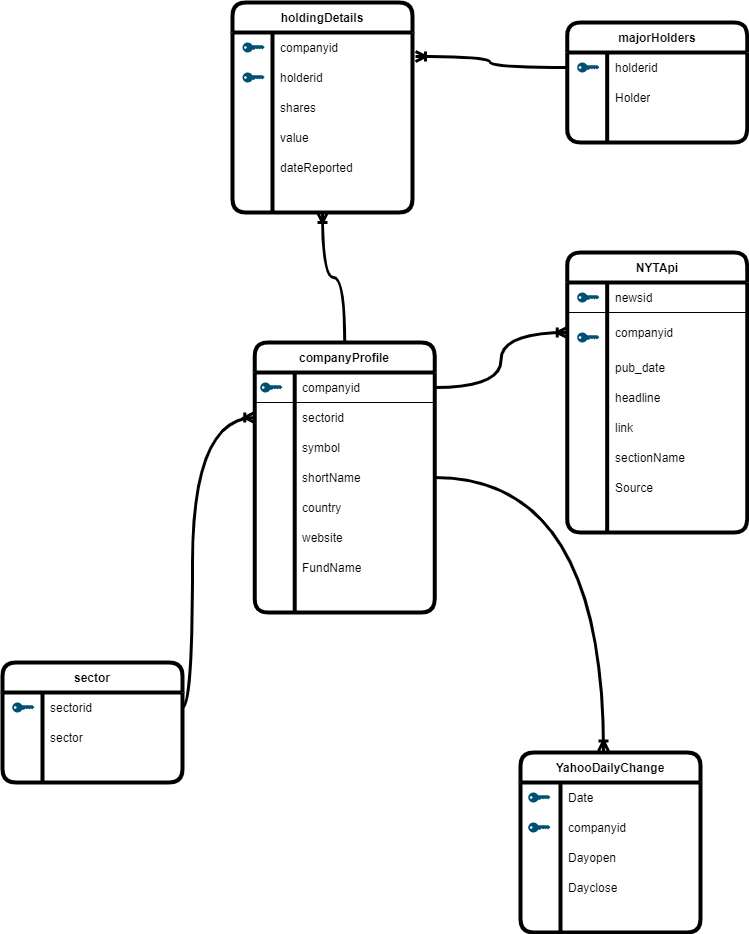 holdingDetails
companyid
holderid
shares
value
dateReported
majorHolders
holderid
Holder
NYTApi
newsid
companyid
pub_date
headline
link
sectionName
Source
companyProfile
companyid
sectorid
symbol
shortName
country
website
FundName
sector
sectorid
sector
YahooDailyChange
Date
companyid
Dayopen
Dayclose